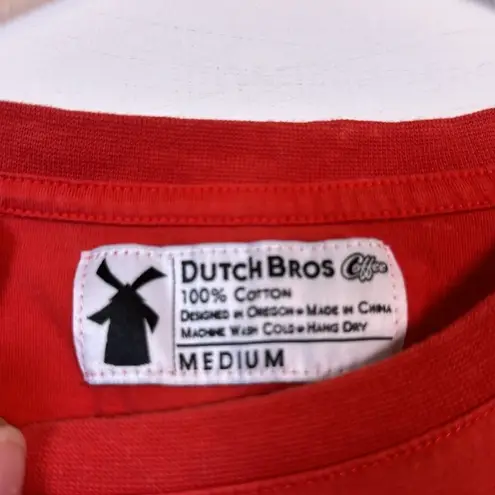 DUTCH BROS Coffee
100% COTTON
DESIGNED IN OREGON • MADE IN CHINA
MACHINE WASH COLD • HANG DRY
MEDIUM